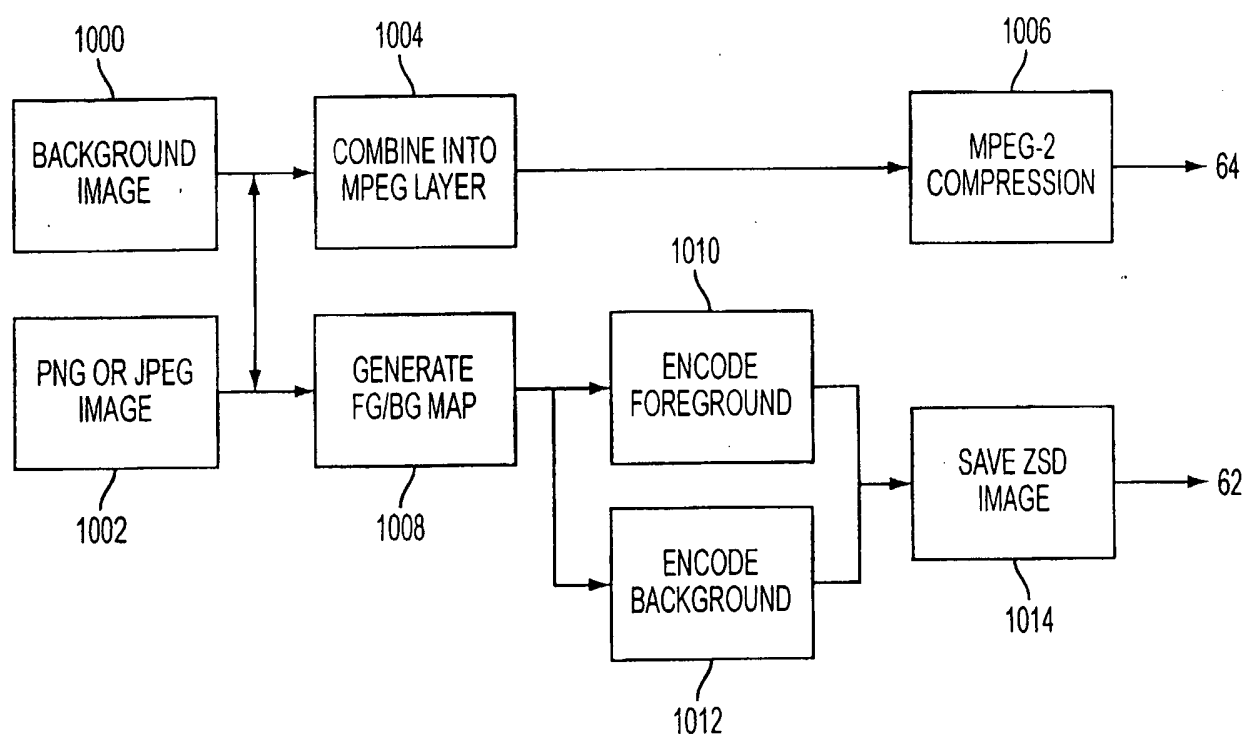 1000
1004
1006
BACKGROUND
IMAGE
COMBINE INTO
MPEG LAYER
MPEG-2
COMPRESSION
64
1010
PNG OR JPEG
IMAGE
GENERATE
FG/BG MAP
ENCODE
FOREGROUND
SAVE ZSD
IMAGE
62
1002
1008
ENCODE
BACKGROUND
1014
1012